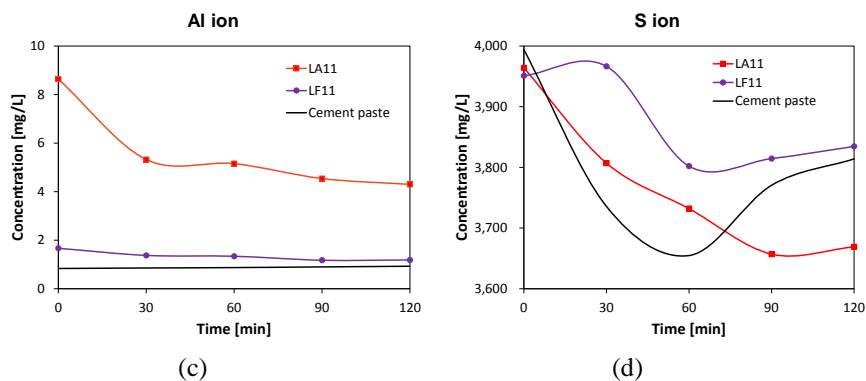 Al ion
10
8
6
4
2
0
Concentration [mg/L]
LA11
LF11
Cement paste
0 30 60 90 120
Time [min]
(c)
S ion
4,000
3,900
3,800
3,700
3,600
Concentration [mg/L]
LA11
LF11
Cement paste
0 30 60 90 120
Time [min]
(d)